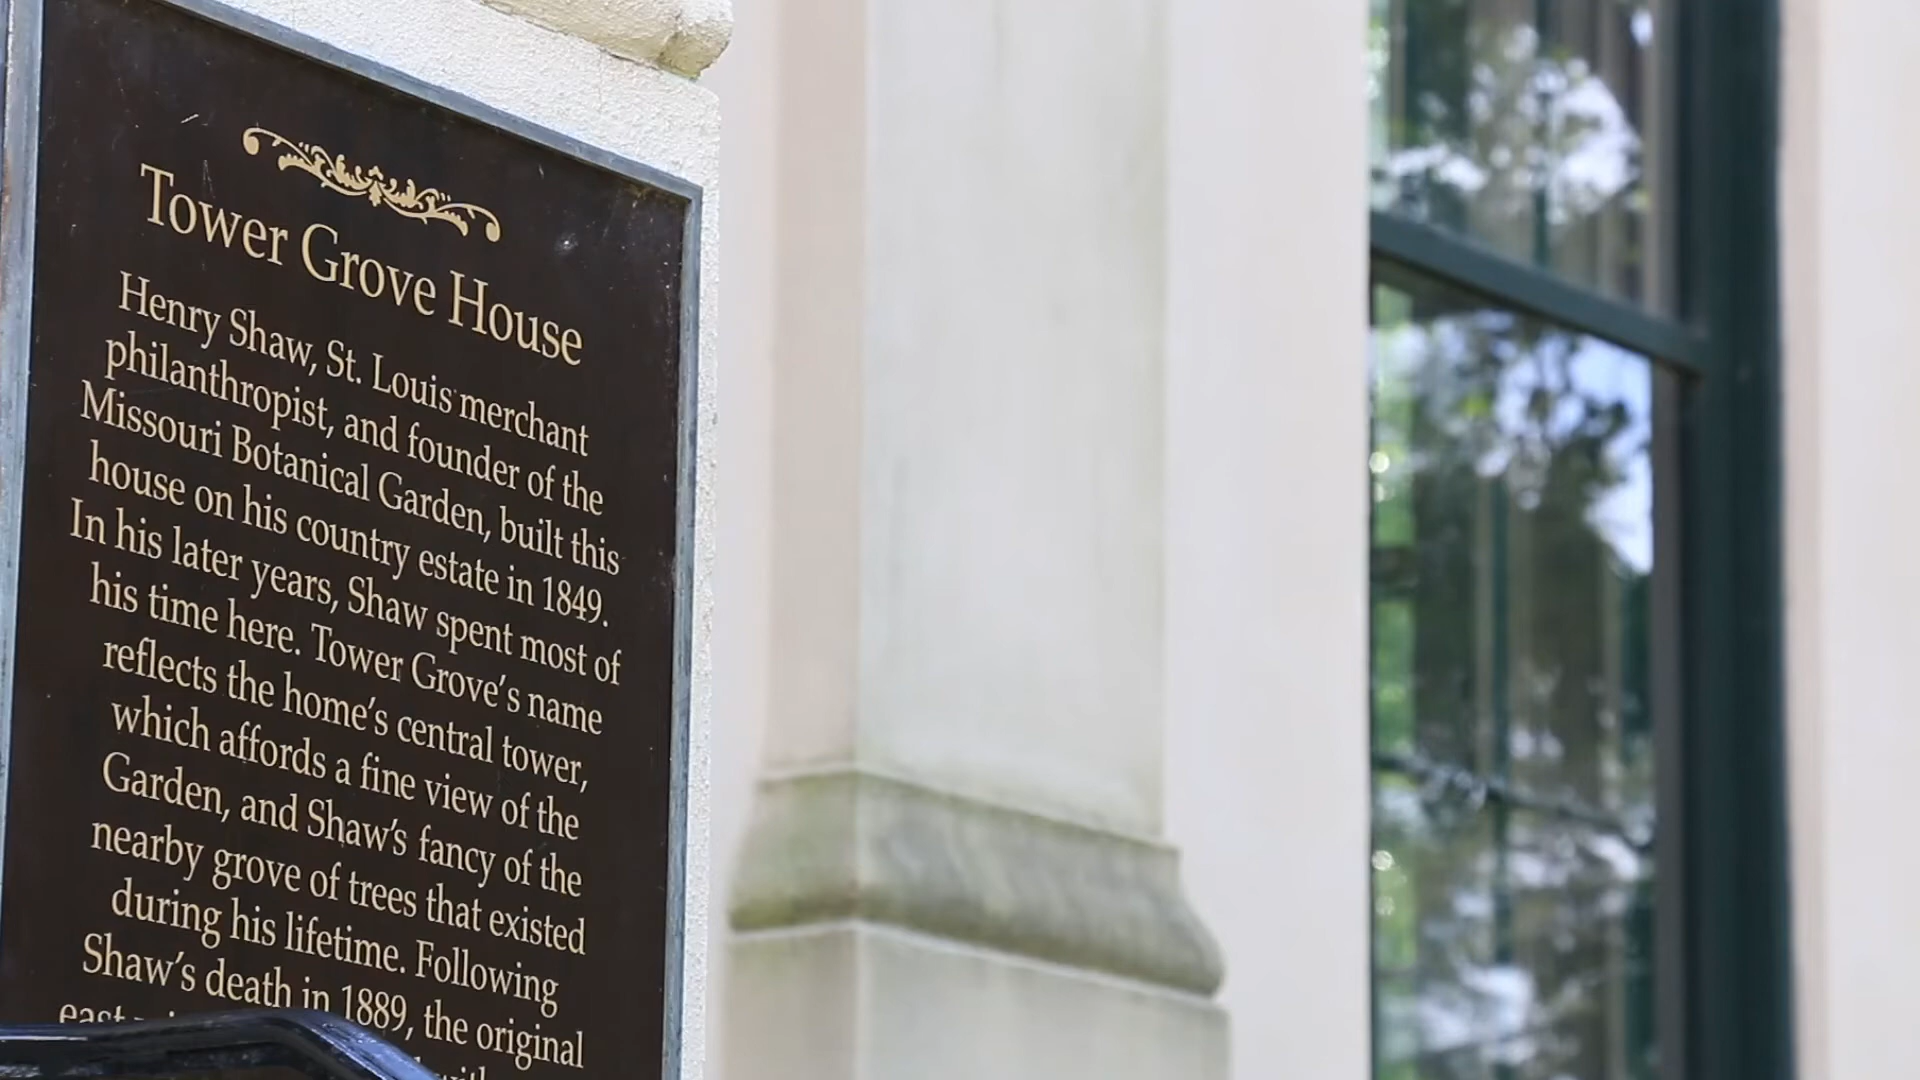 Tower Grove House
Henry Shaw, St. Louis merchant
philanthropist, and founder of the
Missouri Botanical Garden, built this
house on his country estate in 1849.
In his later years, Shaw spent most of
his time here. Tower Grove's name
reflects the home's central tower,
which affords a fine view of the
Garden, and Shaw's fancy of the
nearby grove of trees that existed
during his lifetime. Following
Shaw's death in 1889, the original
east